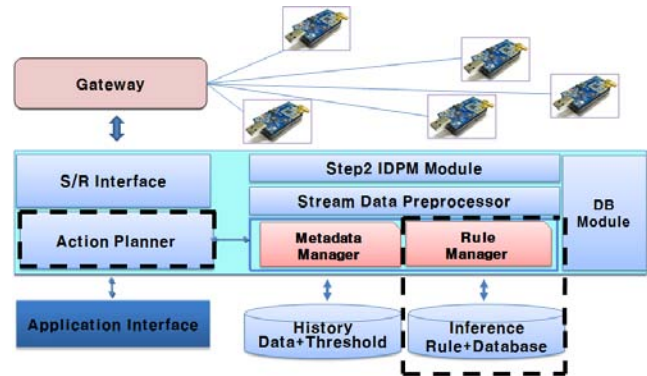 Gateway
S/R Interface
Step2 IDPM Module
Stream Data Preprocessor
DB
Module
Action Planner
Metadata
Manager
Rule
Manager
Application Interface
History
Data+Threshold
Inference
Rule+Database